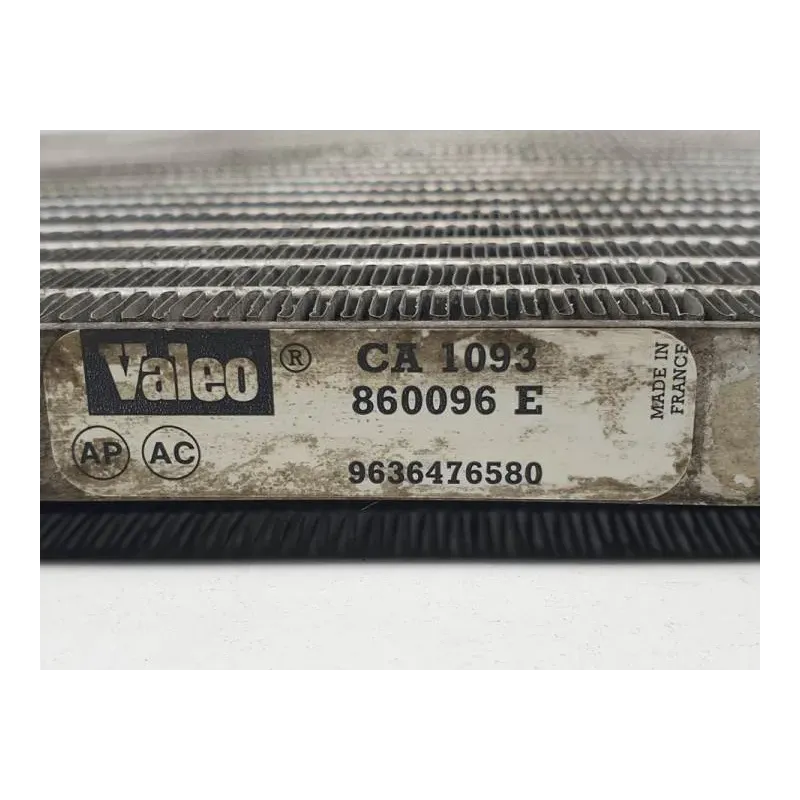 Valeo ® CA 1093
860096 E
AP AC
9636476580
MADE IN
FRANCE